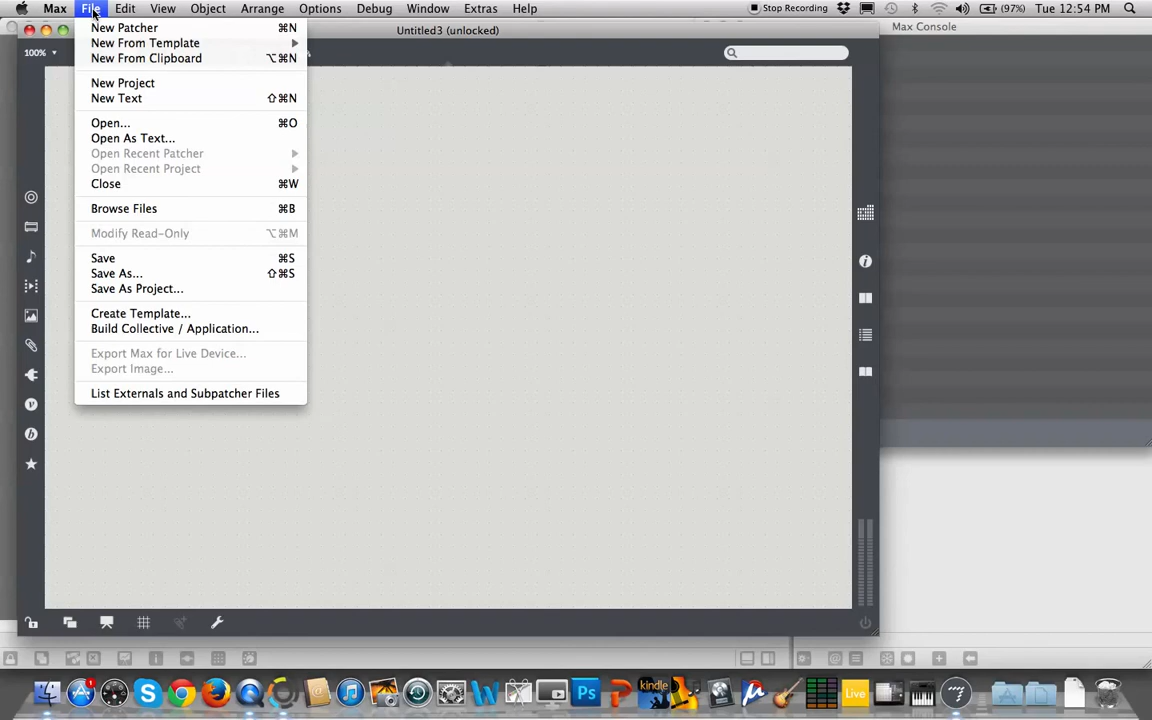 Max File Edit View Object Arrange Options Debug Window Extras Help Stop Recording (97%) Tue 12:54 PM
New Patcher ⌘N
New From Template
New From Clipboard ⌥⌘N
New Project
New Text ⇧⌘N
Open... ⌘O
Open As Text...
Open Recent Patcher
Open Recent Project
Close ⌘W
Browse Files ⌘B
Modify Read-Only ⌥⌘M
Save ⌘S
Save As... ⇧⌘S
Save As Project...
Create Template...
Build Collective / Application...
Export Max for Live Device...
Export Image...
List Externals and Subpatcher Files
Untitled3 (unlocked)
100%
Max Console
kindle
Live